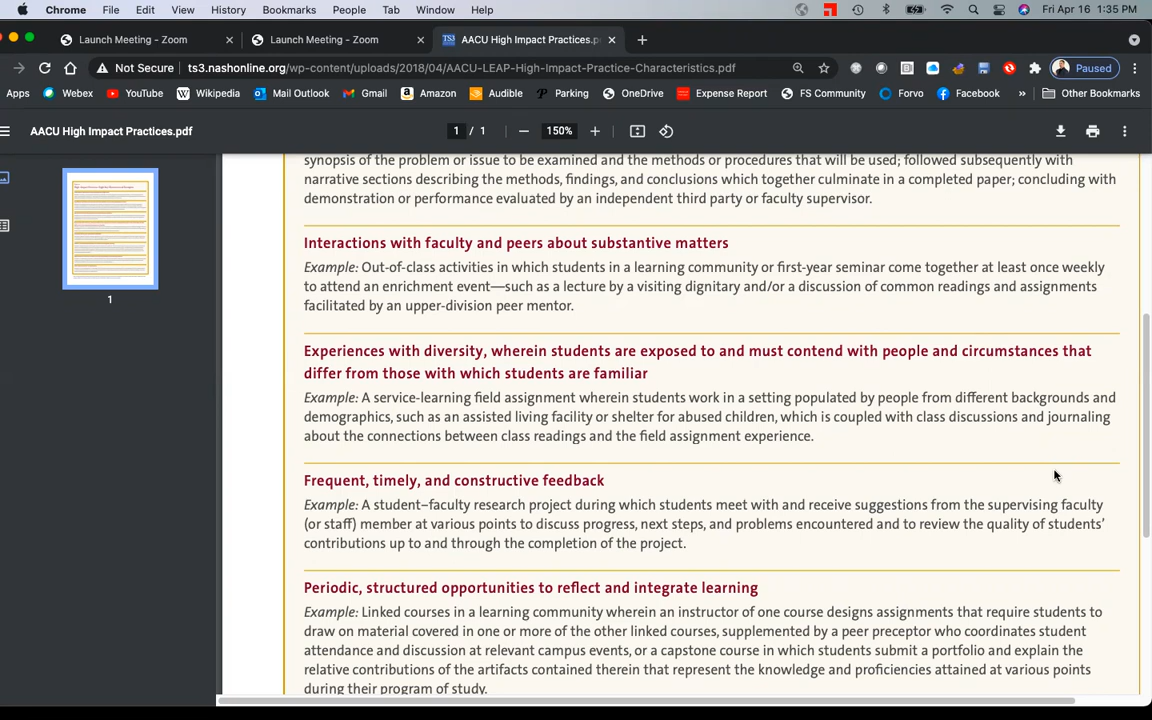 Chrome File Edit View History Bookmarks People Tab Window Help Fri Apr 16 1:35 PM
Launch Meeting - Zoom Launch Meeting - Zoom TS3 AACU High Impact Practices.p
Not Secure ts3.nashonline.org/wp-content/uploads/2018/04/AACU-LEAP-High-Impact-Practice-Characteristics.pdf Paused
Apps Webex YouTube Wikipedia Mail Outlook Gmail Amazon Audible Parking OneDrive Expense Report FS Community Forvo Facebook » Other Bookmarks
AACU High Impact Practices.pdf 1 / 1 150%
1
synopsis of the problem or issue to be examined and the methods or procedures that will be used; followed subsequently with
narrative sections describing the methods, findings, and conclusions which together culminate in a completed paper; concluding with
demonstration or performance evaluated by an independent third party or faculty supervisor.
Interactions with faculty and peers about substantive matters
Example: Out-of-class activities in which students in a learning community or first-year seminar come together at least once weekly
to attend an enrichment event—such as a lecture by a visiting dignitary and/or a discussion of common readings and assignments
facilitated by an upper-division peer mentor.
Experiences with diversity, wherein students are exposed to and must contend with people and circumstances that
differ from those with which students are familiar
Example: A service-learning field assignment wherein students work in a setting populated by people from different backgrounds and
demographics, such as an assisted living facility or shelter for abused children, which is coupled with class discussions and journaling
about the connections between class readings and the field assignment experience.
Frequent, timely, and constructive feedback
Example: A student–faculty research project during which students meet with and receive suggestions from the supervising faculty
(or staff) member at various points to discuss progress, next steps, and problems encountered and to review the quality of students'
contributions up to and through the completion of the project.
Periodic, structured opportunities to reflect and integrate learning
Example: Linked courses in a learning community wherein an instructor of one course designs assignments that require students to
draw on material covered in one or more of the other linked courses, supplemented by a peer preceptor who coordinates student
attendance and discussion at relevant campus events, or a capstone course in which students submit a portfolio and explain the
relative contributions of the artifacts contained therein that represent the knowledge and proficiencies attained at various points
during their program of study.